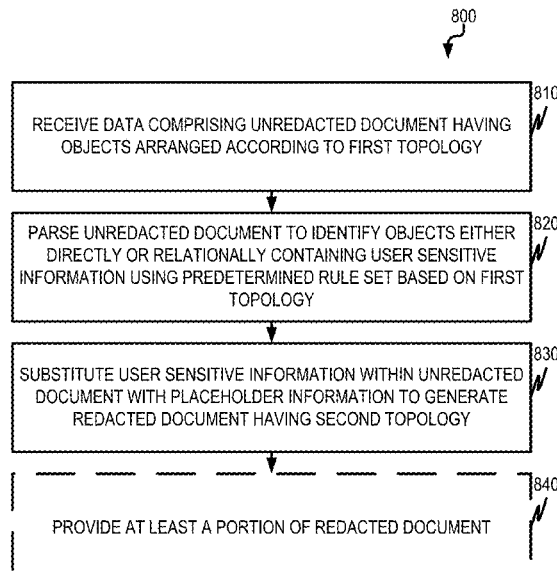 800
810
RECEIVE DATA COMPRISING UNREDACTED DOCUMENT HAVING
OBJECTS ARRANGED ACCORDING TO FIRST TOPOLOGY
820
PARSE UNREDACTED DOCUMENT TO IDENTIFY OBJECTS EITHER
DIRECTLY OR RELATIONALLY CONTAINING USER SENSITIVE
INFORMATION USING PREDETERMINED RULE SET BASED ON FIRST
TOPOLOGY
830
SUBSTITUTE USER SENSITIVE INFORMATION WITHIN UNREDACTED
DOCUMENT WITH PLACEHOLDER INFORMATION TO GENERATE
REDACTED DOCUMENT HAVING SECOND TOPOLOGY
840
PROVIDE AT LEAST A PORTION OF REDACTED DOCUMENT